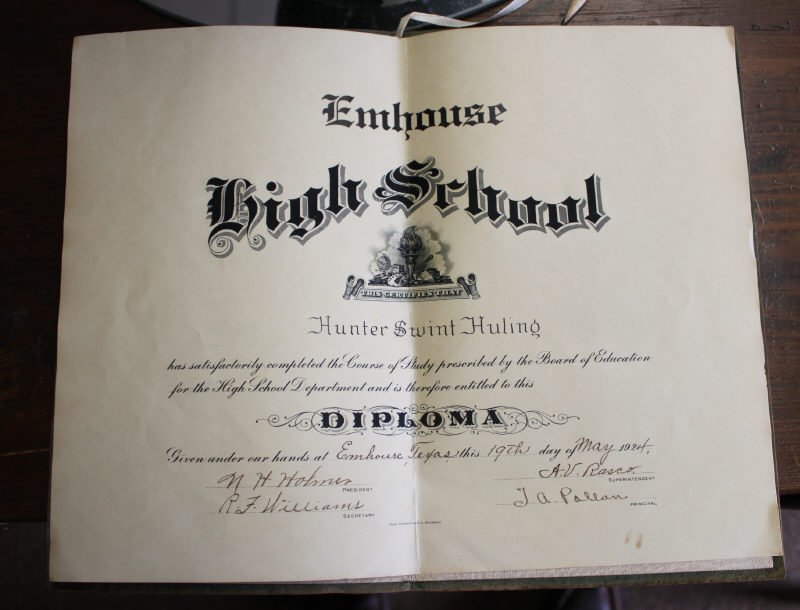 Emhouse
High School
THIS CERTIFIES THAT
Hunter Swint Huling
has satisfactorily completed the Course of Study prescribed by the Board of Education
for the High School Department and is therefore entitled to this
DIPLOMA
Given under our hands at Emhouse, Texas this 19th day of May 1924.
N H Holmes A.V. Rasco
PRESIDENT SUPERINTENDENT
R. F. Williams J. A.
SECRETARY PRINCIPAL